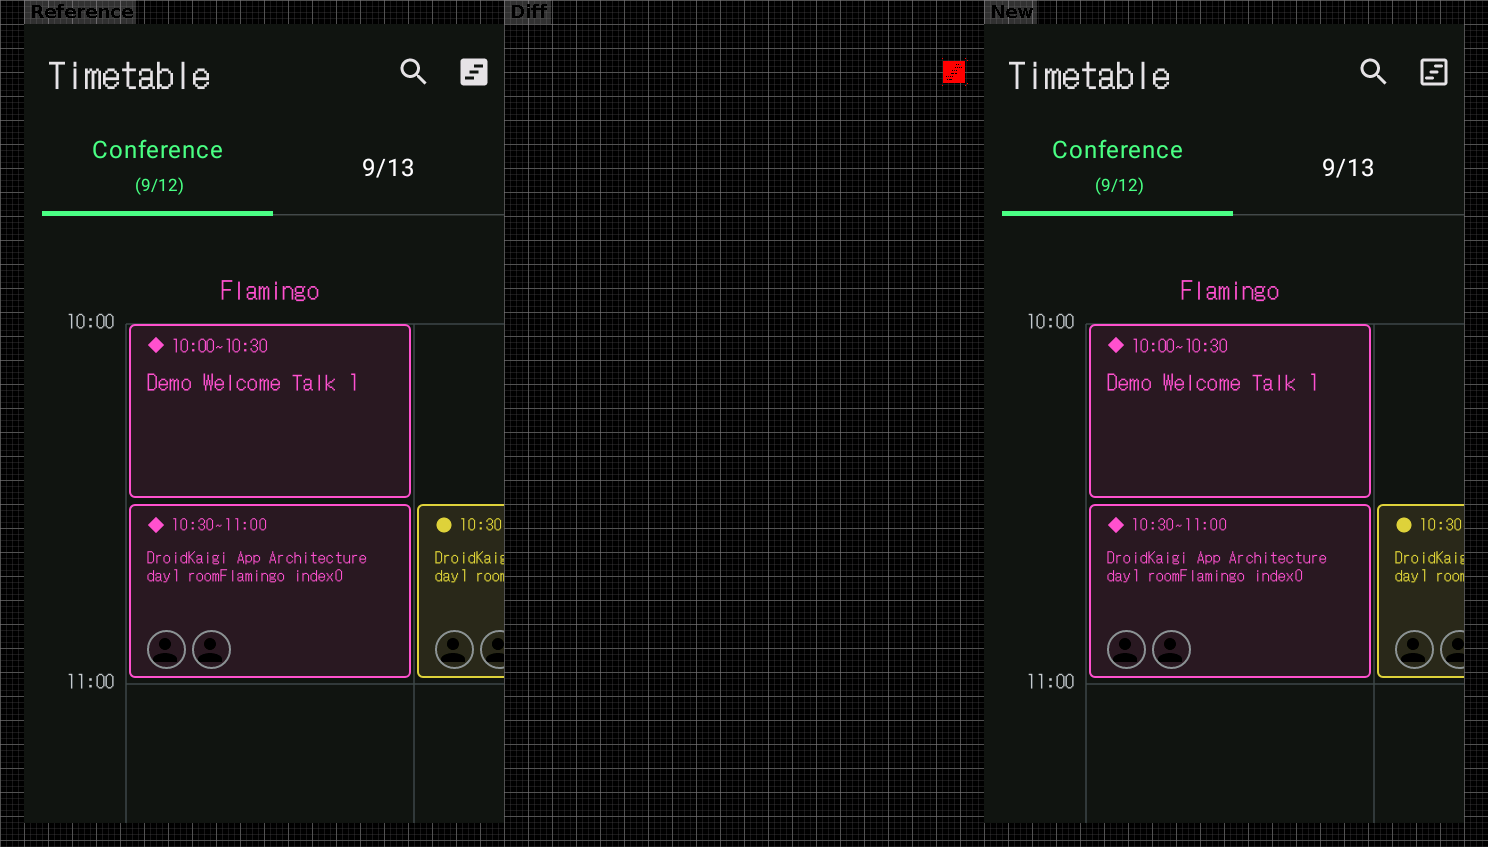 Reference
Diff
New
Timetable
Conference
(9/12)
9/13
Flamingo
10:00
10:00~10:30
Demo Welcome Talk 1
10:30~11:00
DroidKaigi App Architecture
day1 roomFlamingo index0
10:30
DroidKaig
day1 room
11:00
Timetable
Conference
(9/12)
9/13
Flamingo
10:00
10:00~10:30
Demo Welcome Talk 1
10:30~11:00
DroidKaigi App Architecture
day1 roomFlamingo index0
10:30
DroidKaig
day1 room
11:00